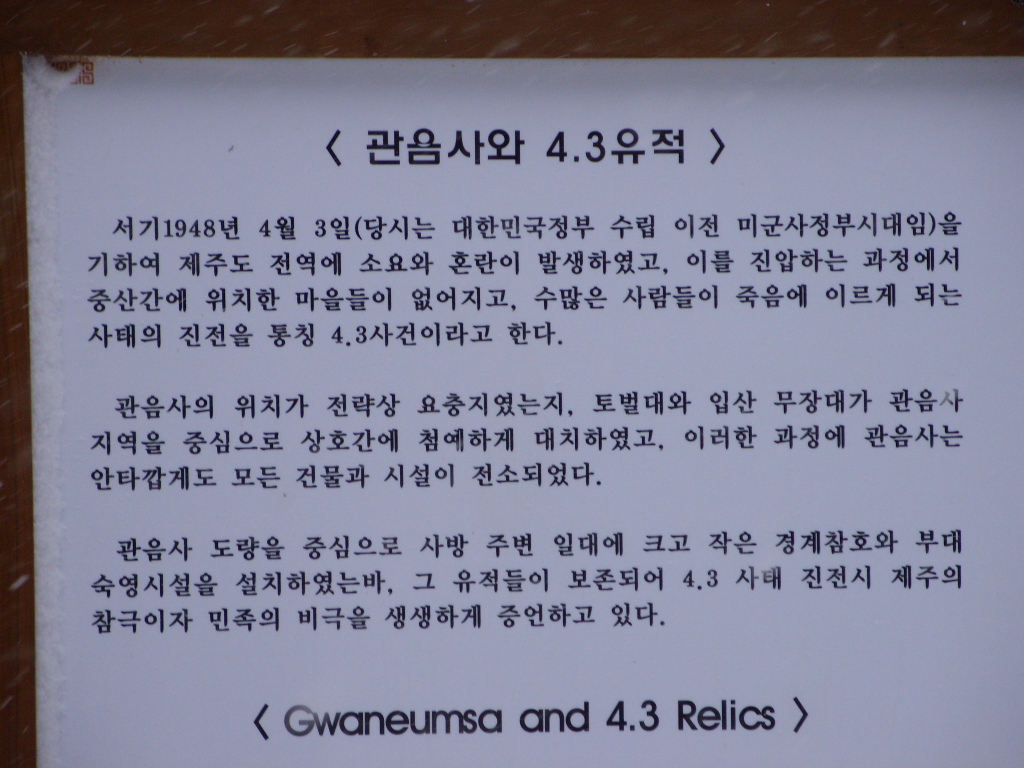 < 관음사와 4.3유적 >
서기1948년 4월 3일(당시는 대한민국정부 수립 이전 미군사정부시대임)을
기하여 제주도 전역에 소요와 혼란이 발생하였고, 이를 진압하는 과정에서
중산간에 위치한 마을들이 없어지고, 수많은 사람들이 죽음에 이르게 되는
사태의 진전을 통칭 4.3사건이라고 한다.
관음사의 위치가 전략상 요충지였는지, 토벌대와 입산 무장대가 관음사
지역을 중심으로 상호간에 첨예하게 대치하였고, 이러한 과정에 관음사는
안타깝게도 모든 건물과 시설이 전소되었다.
관음사 도량을 중심으로 사방 주변 일대에 크고 작은 경계참호와 부대
숙영시설을 설치하였는바, 그 유적들이 보존되어 4.3 사태 진전시 제주의
참극이자 민족의 비극을 생생하게 증언하고 있다.
< Gwaneumsa and 4.3 Relics >